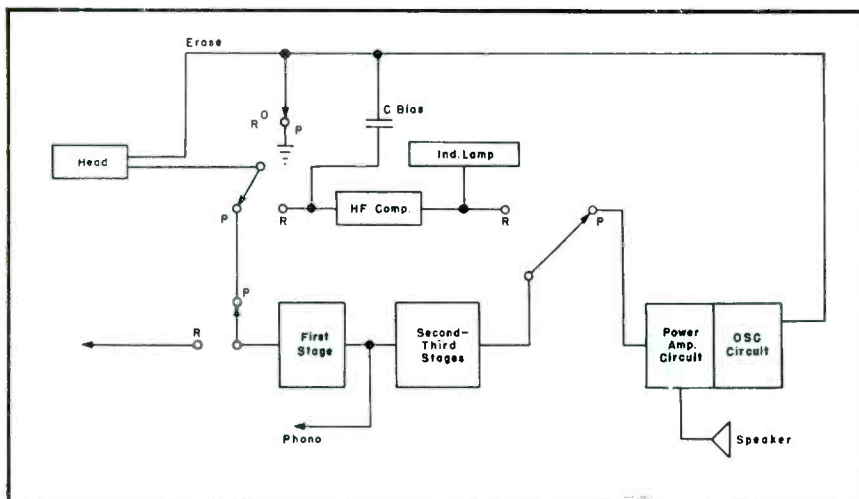 Erase
R O P
C Bias
Head
Ind. Lamp
P
R
HF Comp.
R
P
P
R
First Stage
Second-Third Stages
Power Amp. Circuit
OSC Circuit
Phono
Speaker